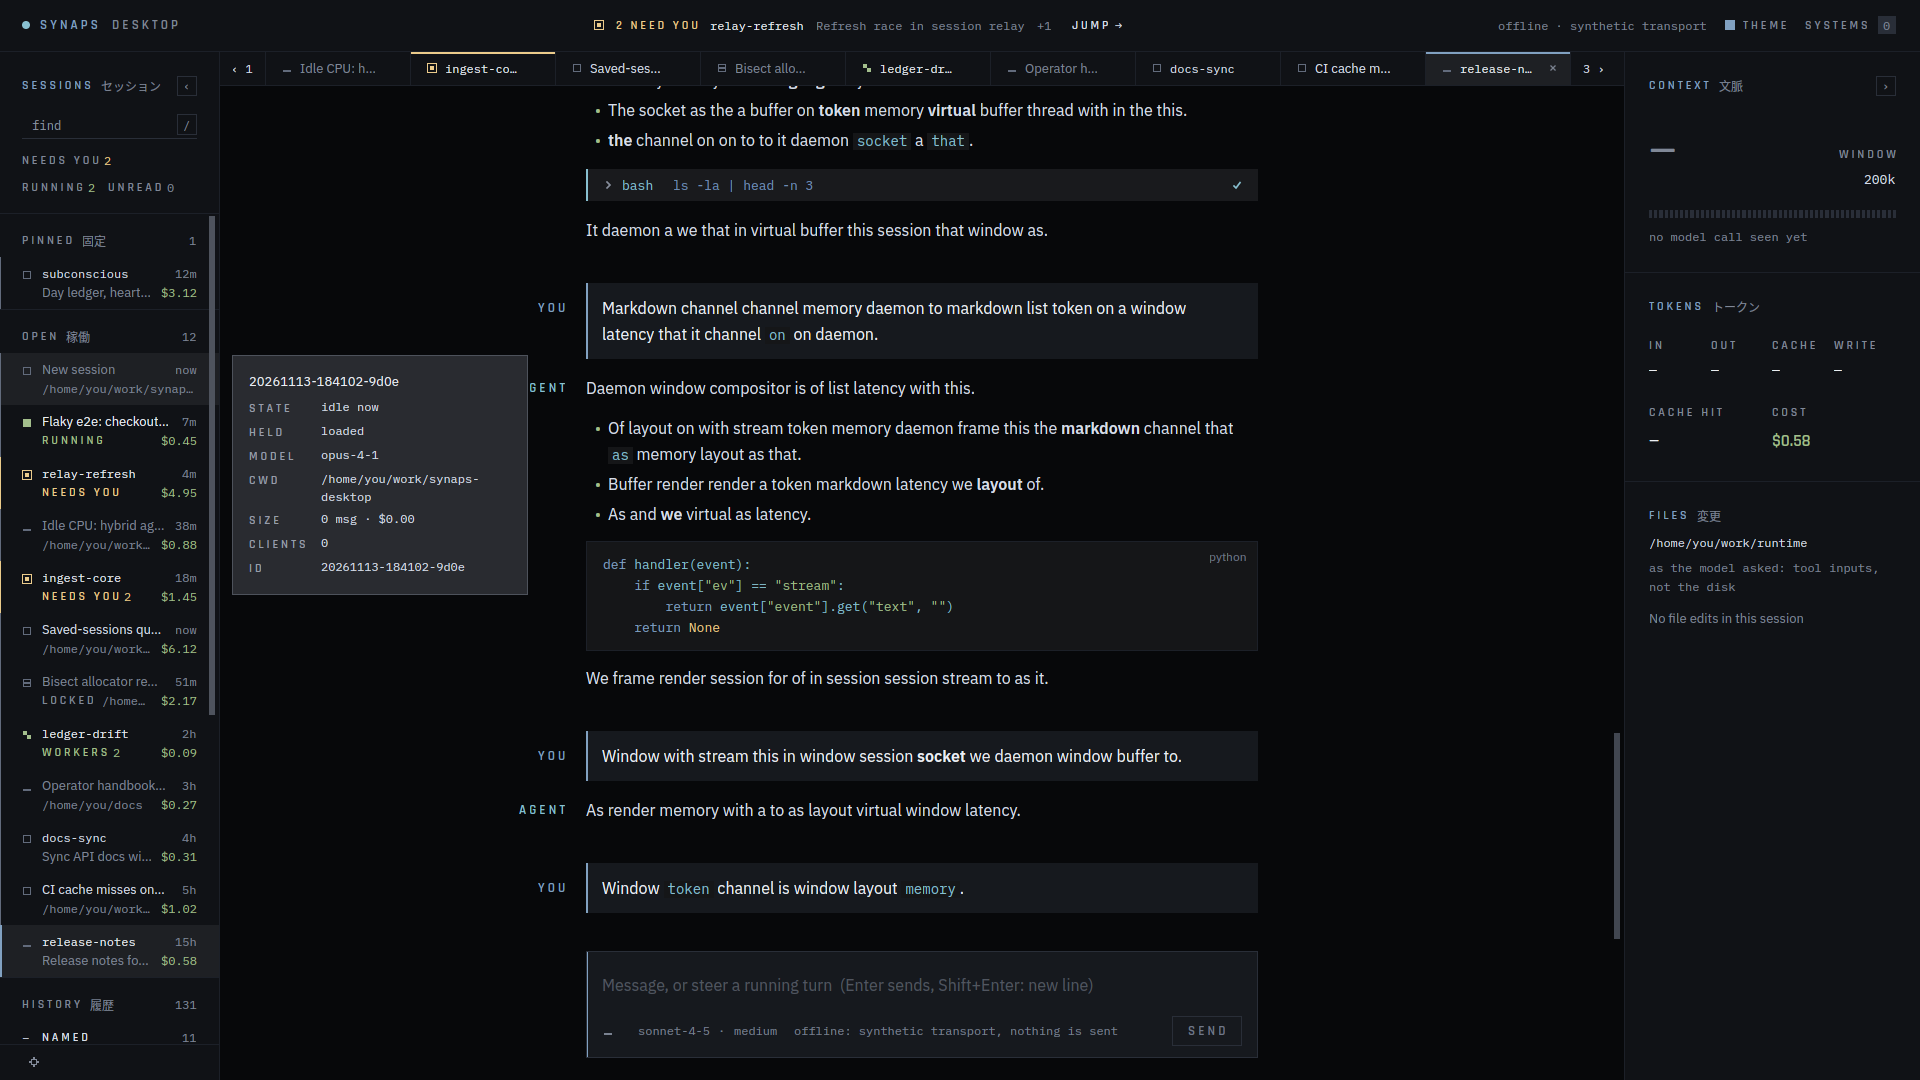 SYNAPS DESKTOP
2 NEED YOU relay-refresh Refresh race in session relay +1 JUMP →
offline · synthetic transport THEME SYSTEMS 0
SESSIONS セッション ‹
find /
NEEDS YOU 2
RUNNING 2 UNREAD 0
PINNED 固定 1
subconscious 12m
Day ledger, heart… $3.12
OPEN 稼働 12
New session now
/home/you/work/synap…
Flaky e2e: checkout… 7m
RUNNING $0.45
relay-refresh 4m
NEEDS YOU $4.95
Idle CPU: hybrid ag… 38m
/home/you/work… $0.88
ingest-core 18m
NEEDS YOU 2 $1.45
Saved-sessions qu… now
/home/you/work… $6.12
Bisect allocator re… 51m
LOCKED /home… $2.17
ledger-drift 2h
WORKERS 2 $0.09
Operator handbook… 3h
/home/you/docs $0.27
docs-sync 4h
Sync API docs wi… $0.31
CI cache misses on… 5h
/home/you/work… $1.02
release-notes 15h
Release notes fo… $0.58
HISTORY 履歴 131
– NAMED 11
‹ 1
Idle CPU: h…
ingest-co…
Saved-ses…
Bisect allo…
ledger-dr…
Operator h…
docs-sync
CI cache m…
release-n… ×
3 ›
The socket as the a buffer on token memory virtual buffer thread with in the this.
the channel on on to to it daemon socket a that.
› bash ls -la | head -n 3 ✓
It daemon a we that in virtual buffer this session that window as.
YOU
Markdown channel channel memory daemon to markdown list token on a window
latency that it channel on on daemon.
GENT
Daemon window compositor is of list latency with this.
Of layout on with stream token memory daemon frame this the markdown channel that
as memory layout as that.
Buffer render render a token markdown latency we layout of.
As and we virtual as latency.
python
def handler(event):
if event["ev"] == "stream":
return event["event"].get("text", "")
return None
We frame render session for of in session session stream to as it.
YOU
Window with stream this in window session socket we daemon window buffer to.
AGENT
As render memory with a to as layout virtual window latency.
YOU
Window token channel is window layout memory.
Message, or steer a running turn (Enter sends, Shift+Enter: new line)
– sonnet-4-5 · medium offline: synthetic transport, nothing is sent SEND
20261113-184102-9d0e
STATE idle now
HELD loaded
MODEL opus-4-1
CWD /home/you/work/synaps-
desktop
SIZE 0 msg · $0.00
CLIENTS 0
ID 20261113-184102-9d0e
CONTEXT 文脈 ›
— WINDOW
200k
no model call seen yet
TOKENS トークン
IN OUT CACHE WRITE
– – – –
CACHE HIT COST
– $0.58
FILES 変更
/home/you/work/runtime
as the model asked: tool inputs,
not the disk
No file edits in this session